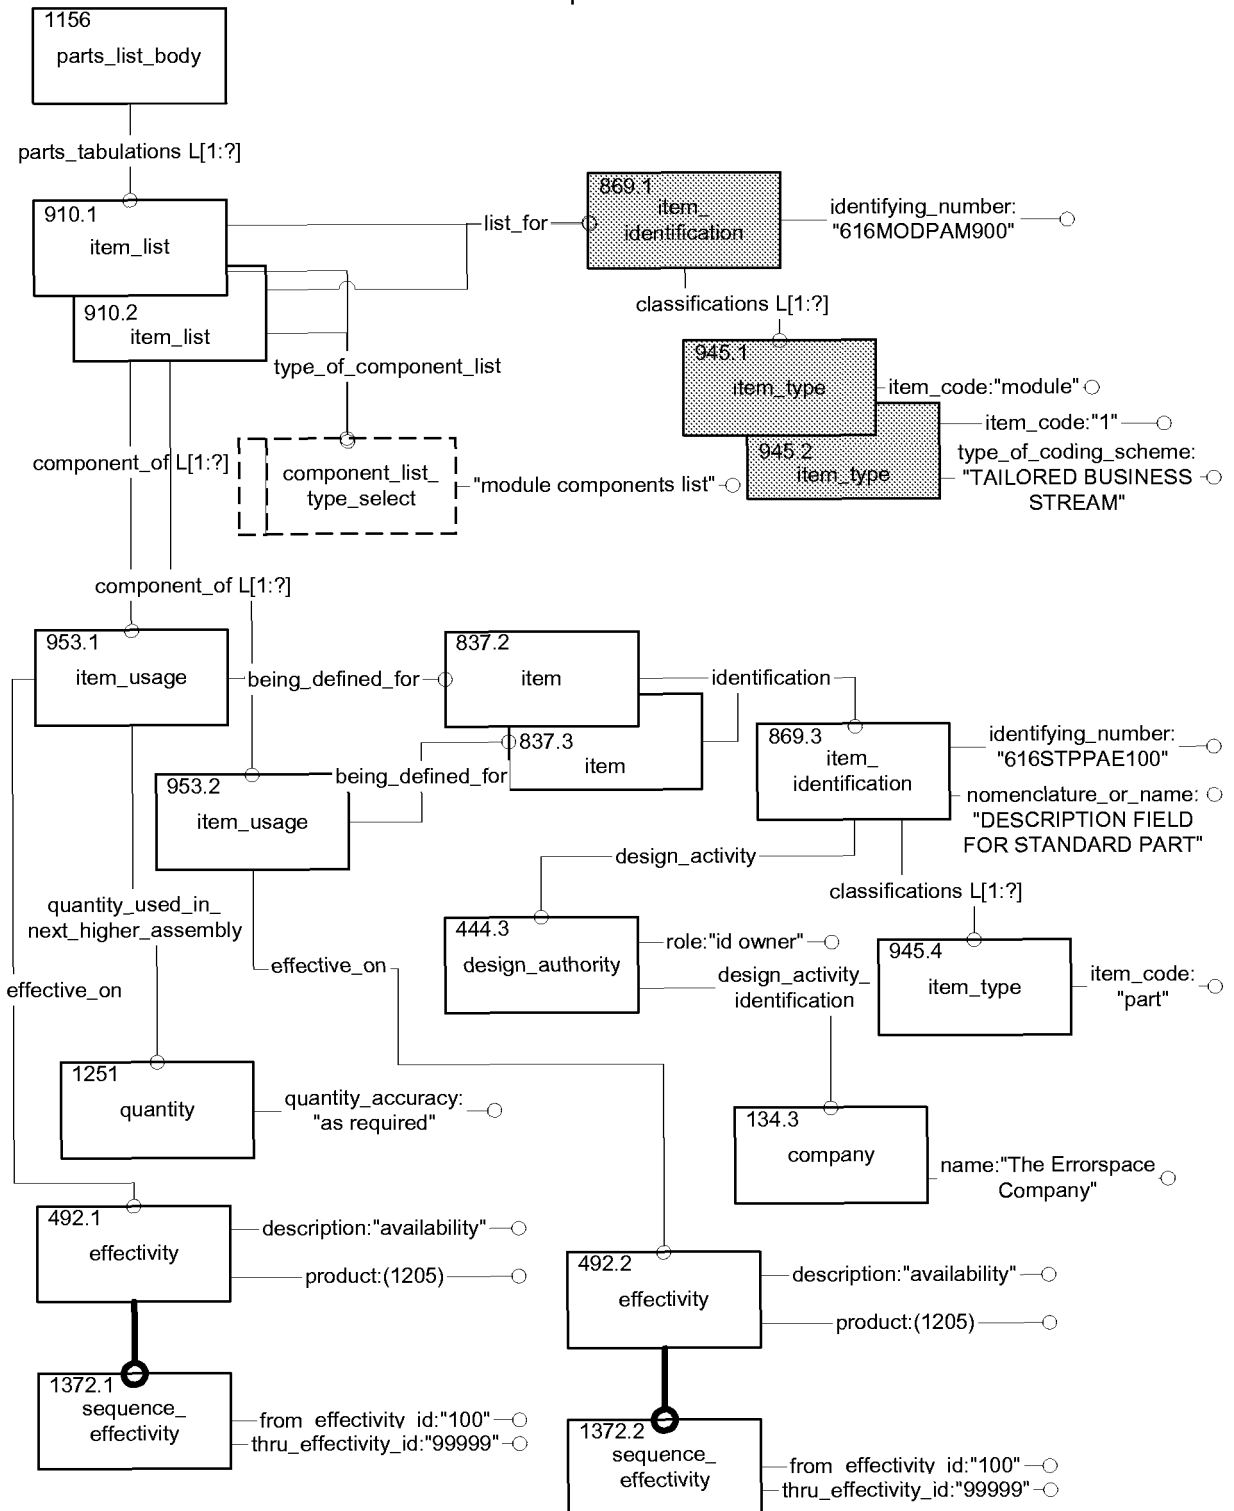 1156
parts_list_body
parts_tabulations L[1:?]
910.1
item_list
910.2
item_list
list_for
869.1
item_
identification
identifying_number:
"616MODPAM900"
classifications L[1:?]
945.1
item_type
item_code:"module"
945.2
item_type
item_code:"1"
type_of_coding_scheme:
"TAILORED BUSINESS
STREAM"
type_of_component_list
component_list_
type_select
"module components list"
component_of L[1:?]
component_of L[1:?]
953.1
item_usage
being_defined_for
837.2
item
identification
837.3
item
953.2
item_usage
being_defined_for
869.3
item_
identification
identifying_number:
"616STPPAE100"
nomenclature_or_name:
"DESCRIPTION FIELD
FOR STANDARD PART"
design_activity
classifications L[1:?]
quantity_used_in_
next_higher_assembly
444.3
design_authority
role:"id owner"
design_activity_
identification
945.4
item_type
item_code:
"part"
effective_on
effective_on
1251
quantity
quantity_accuracy:
"as required"
134.3
company
name:"The Errorspace
Company"
492.1
effectivity
description:"availability"
product:(1205)
492.2
effectivity
description:"availability"
product:(1205)
1372.1
sequence_
effectivity
from_effectivity_id:"100"
thru_effectivity_id:"99999"
1372.2
sequence_
effectivity
from_effectivity_id:"100"
thru_effectivity_id:"99999"